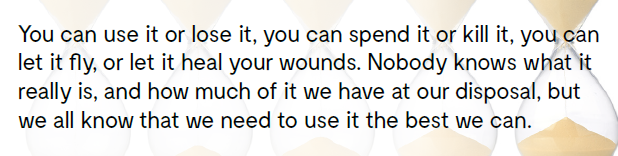 You can use it or lose it, you can spend it or kill it, you can
let it fly, or let it heal your wounds. Nobody knows what it
really is, and how much of it we have at our disposal, but
we all know that we need to use it the best we can.